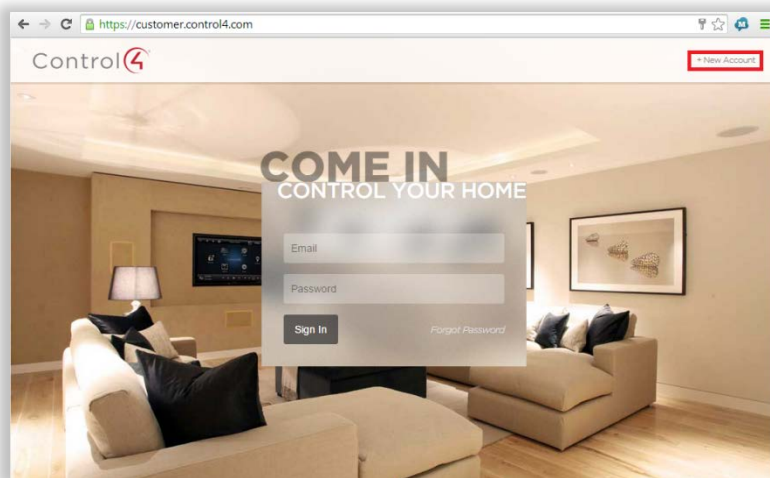 https://customer.control4.com
Control4
+ New Account
COME IN
CONTROL YOUR HOME
Email
Password
Sign In
Forgot Password